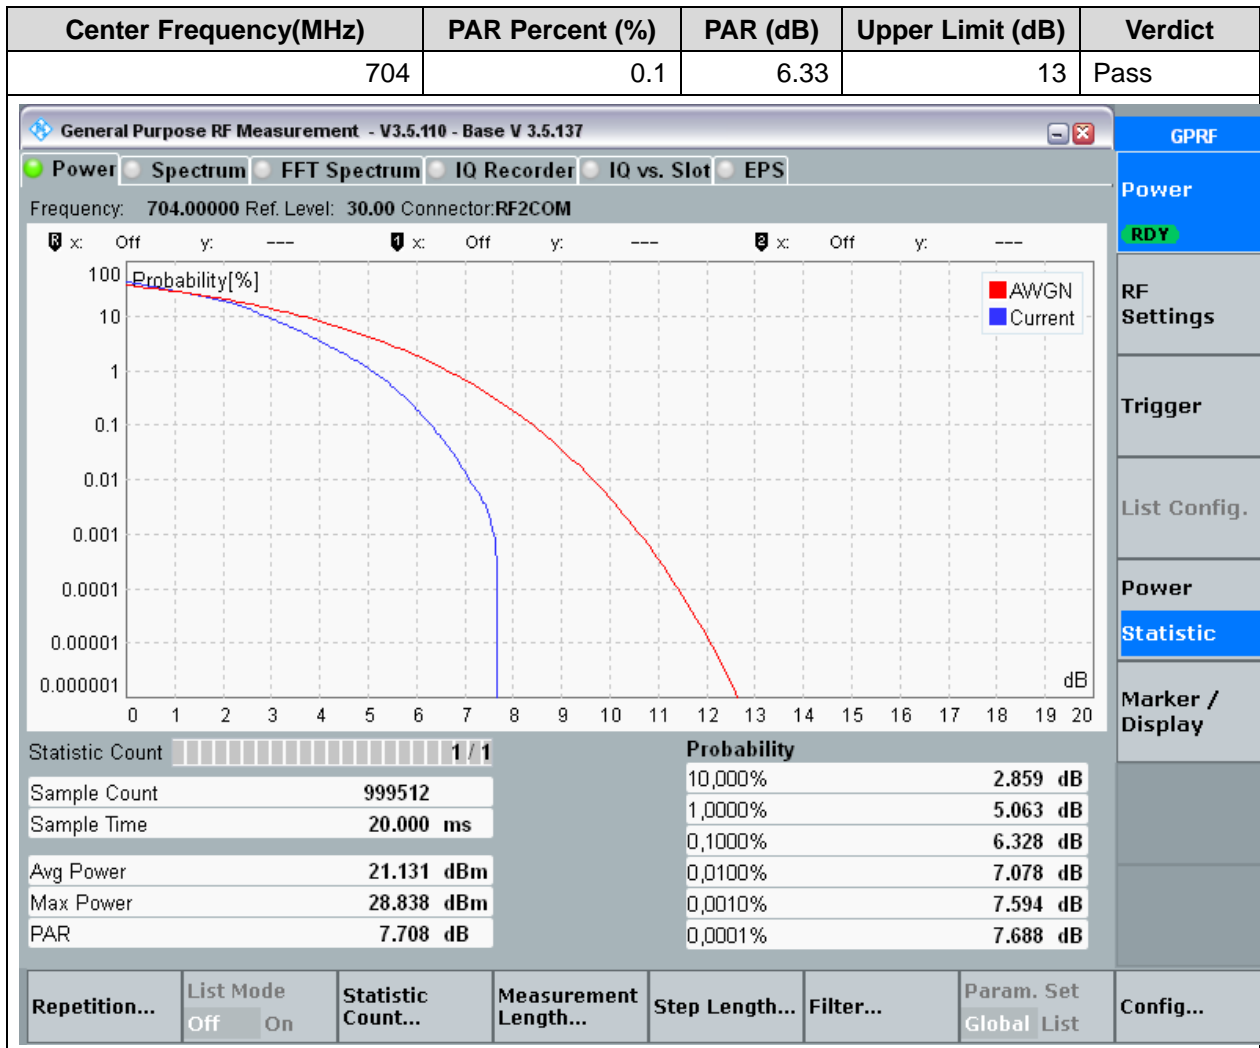 Center Frequency(MHz) PAR Percent (%) PAR (dB) Upper Limit (dB) Verdict
704 0.1 6.33 13 Pass
General Purpose RF Measurement - V3.5.110 - Base V 3.5.137
GPRF
Power Spectrum FFT Spectrum IQ Recorder IQ vs. Slot EPS
Power
RDY
Frequency: 704.00000 Ref. Level: 30.00 Connector:RF2COM
R x: Off y: --- 1 x: Off y: --- 2 x: Off y: ---
Probability[%]
100
10
1
0.1
0.01
0.001
0.0001
0.00001
0.000001
AWGN
Current
dB
0 1 2 3 4 5 6 7 8 9 10 11 12 13 14 15 16 17 18 19 20
RF
Settings
Trigger
List Config.
Power
Statistic
Marker /
Display
Statistic Count 1 / 1
Sample Count 999512
Sample Time 20.000 ms
Avg Power 21.131 dBm
Max Power 28.838 dBm
PAR 7.708 dB
Probability
10,000% 2.859 dB
1,0000% 5.063 dB
0,1000% 6.328 dB
0,0100% 7.078 dB
0,0010% 7.594 dB
0,0001% 7.688 dB
Repetition...
List Mode
Off On
Statistic
Count...
Measurement
Length...
Step Length...
Filter...
Param. Set
Global List
Config...